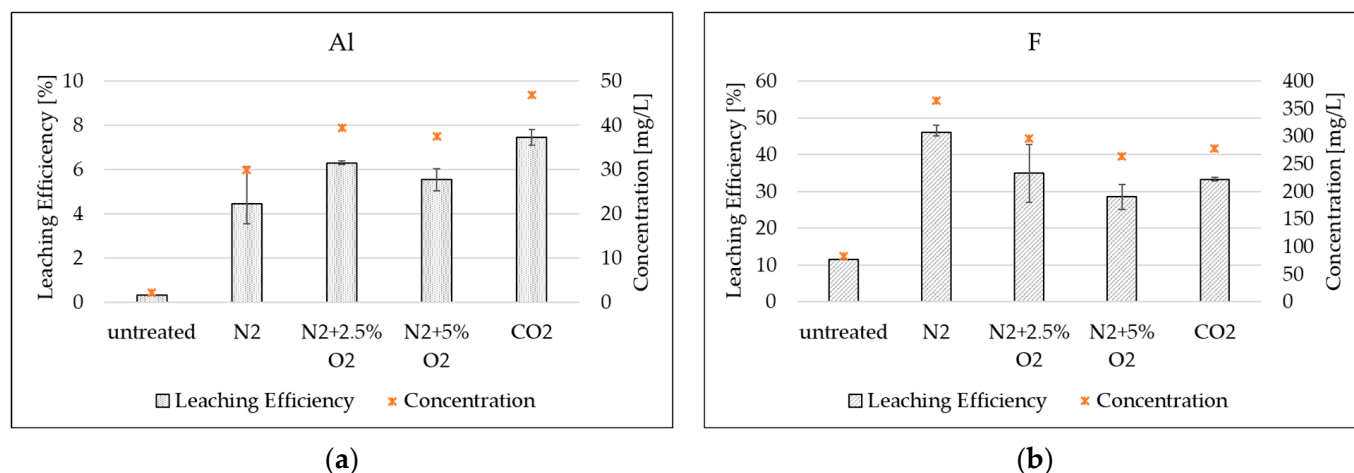 Al
Leaching Efficiency [%]
10
8
6
4
2
0
50
40
30
20
10
0
Concentration [mg/L]
untreated
N2
N2+2.5%
O2
N2+5%
O2
CO2
Leaching Efficiency
Concentration
(a)
F
Leaching Efficiency [%]
60
50
40
30
20
10
0
400
350
300
250
200
150
100
50
0
Concentration [mg/L]
untreated
N2
N2+2.5%
O2
N2+5%
O2
CO2
Leaching Efficiency
Concentration
(b)